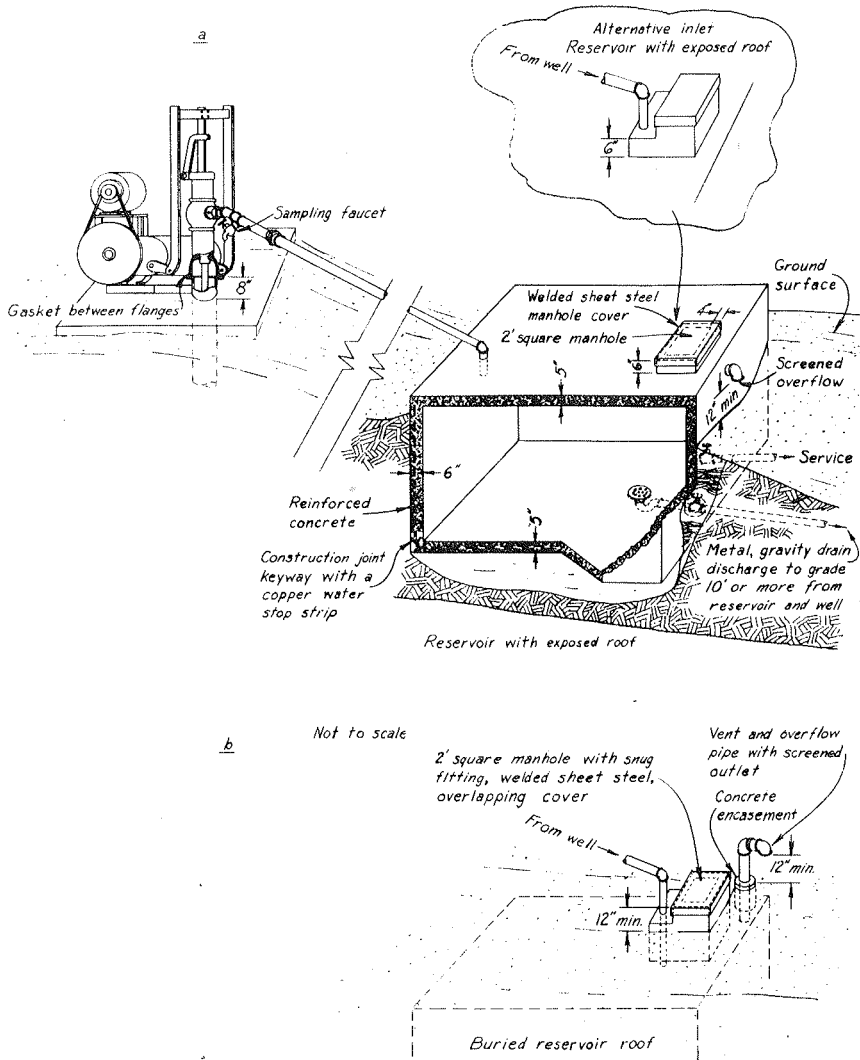 a
Alternative inlet
Reservoir with exposed roof
From well
6"
Sampling faucet
8"
Gasket between flanges
Ground
surface
Welded sheet steel
manhole cover
2' square manhole
4"
6"
Screened
overflow
12" min
5"
6"
Service
Reinforced
concrete
5"
Construction joint
keyway with a
copper water
stop strip
Metal, gravity drain
discharge to grade
10' or more from
reservoir and well
Reservoir with exposed roof
b
Not to scale
2' square manhole with snug
fitting, welded sheet steel,
overlapping cover
Vent and overflow
pipe with screened
outlet
Concrete
encasement
From well
12" min.
12" min.
Buried reservoir roof